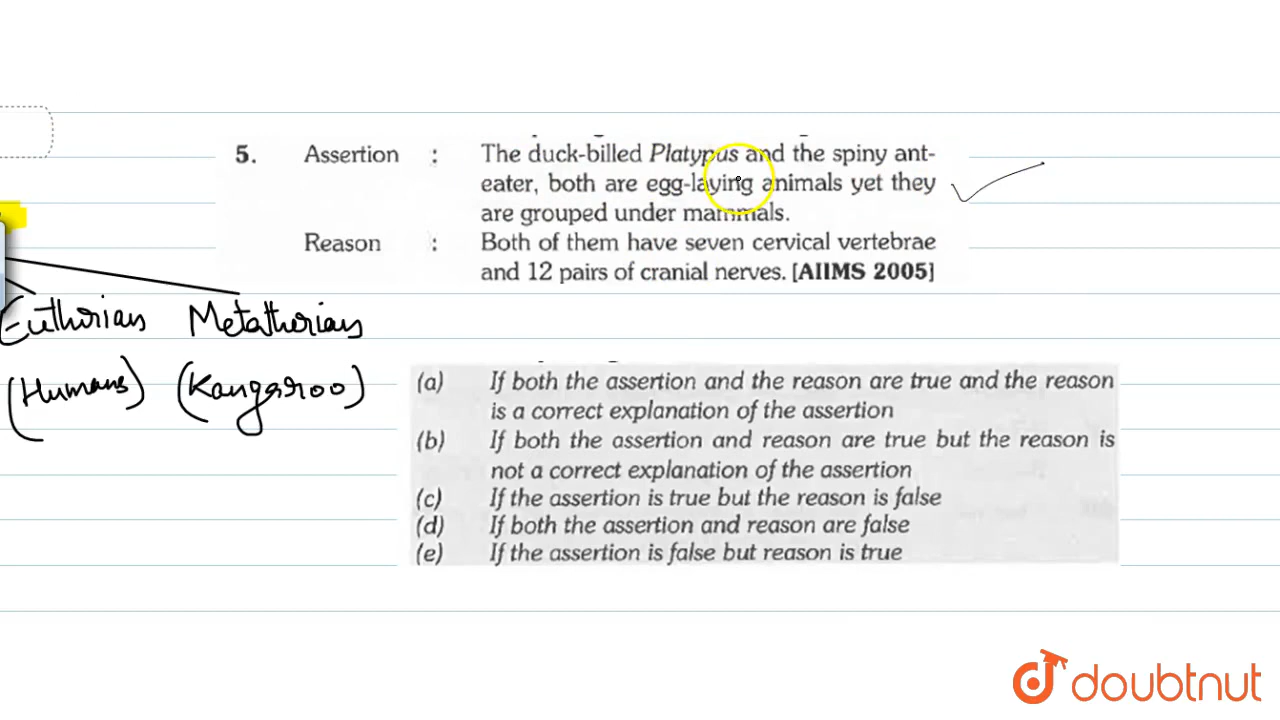 5. Assertion : The duck-billed Platypus and the spiny ant-
eater, both are egg-laying animals yet they
are grouped under mammals.
Reason : Both of them have seven cervical vertebrae
and 12 pairs of cranial nerves. [AIIMS 2005]
Eutherians Metatherians
(Humans) (Kangaroo)
(a) If both the assertion and the reason are true and the reason
is a correct explanation of the assertion
(b) If both the assertion and reason are true but the reason is
not a correct explanation of the assertion
(c) If the assertion is true but the reason is false
(d) If both the assertion and reason are false
(e) If the assertion is false but reason is true
doubtnut